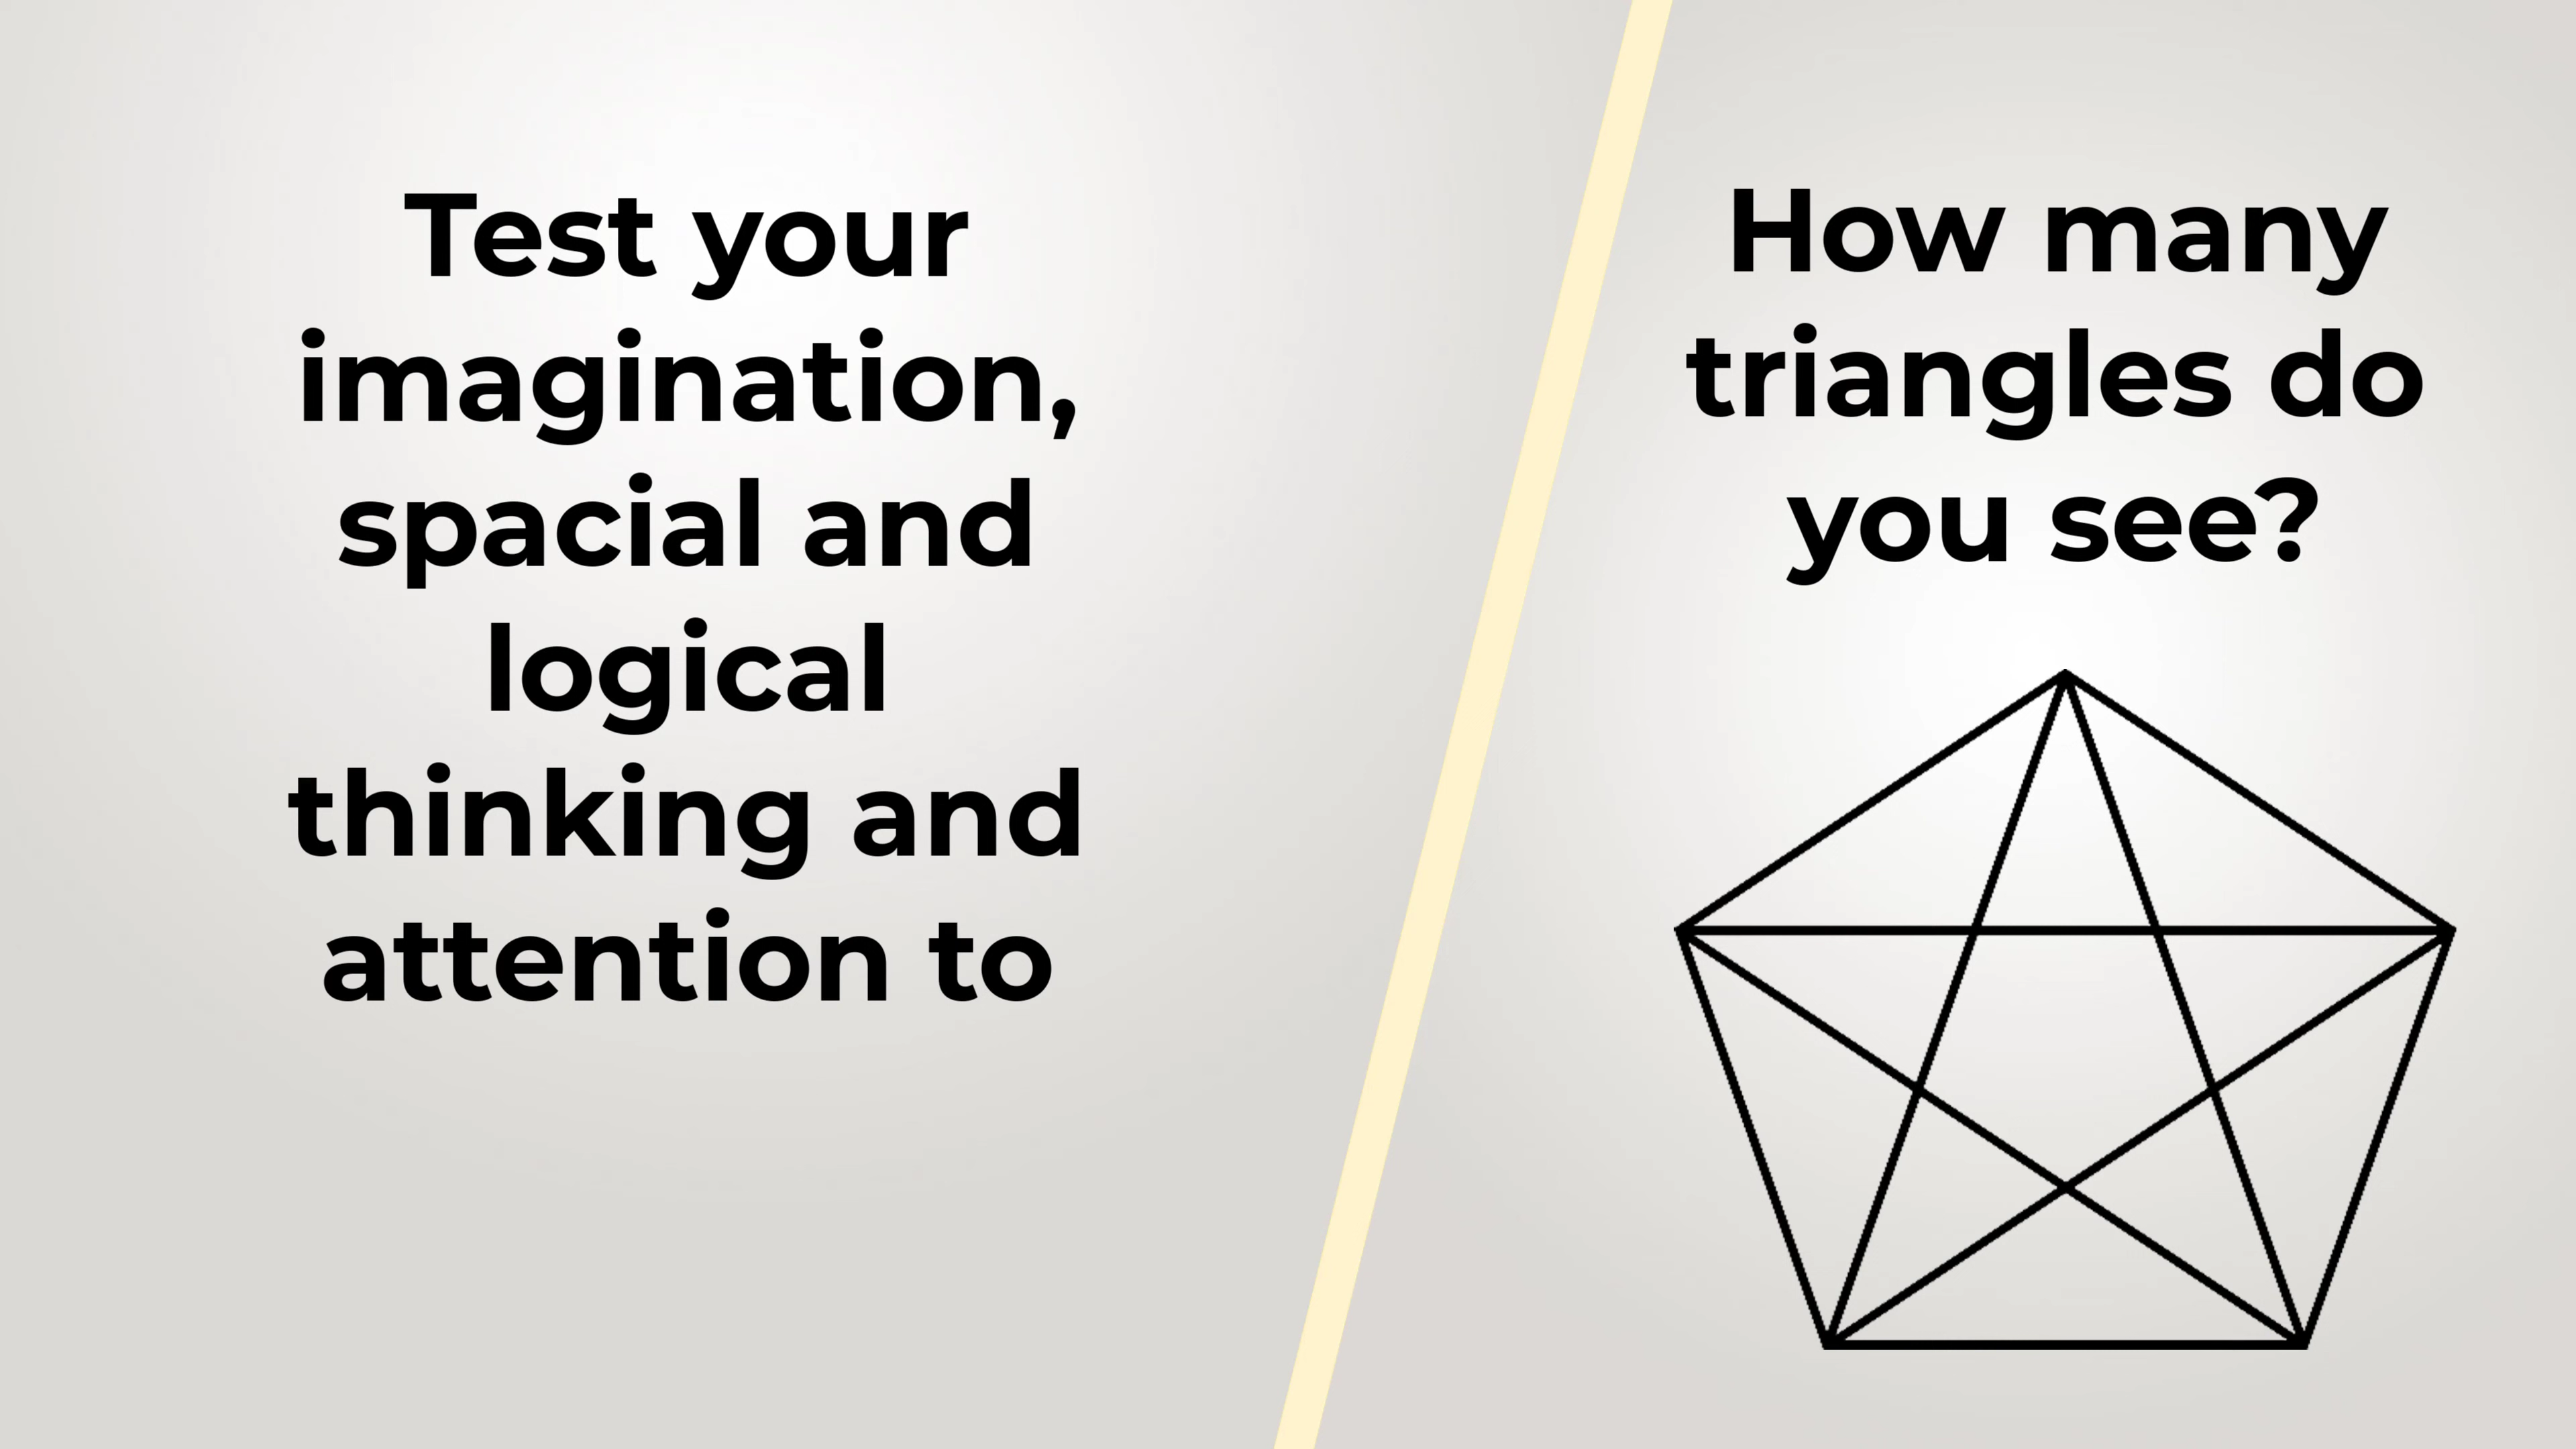 Test your
imagination,
spacial and
logical
thinking and
attention to
How many
triangles do
you see?